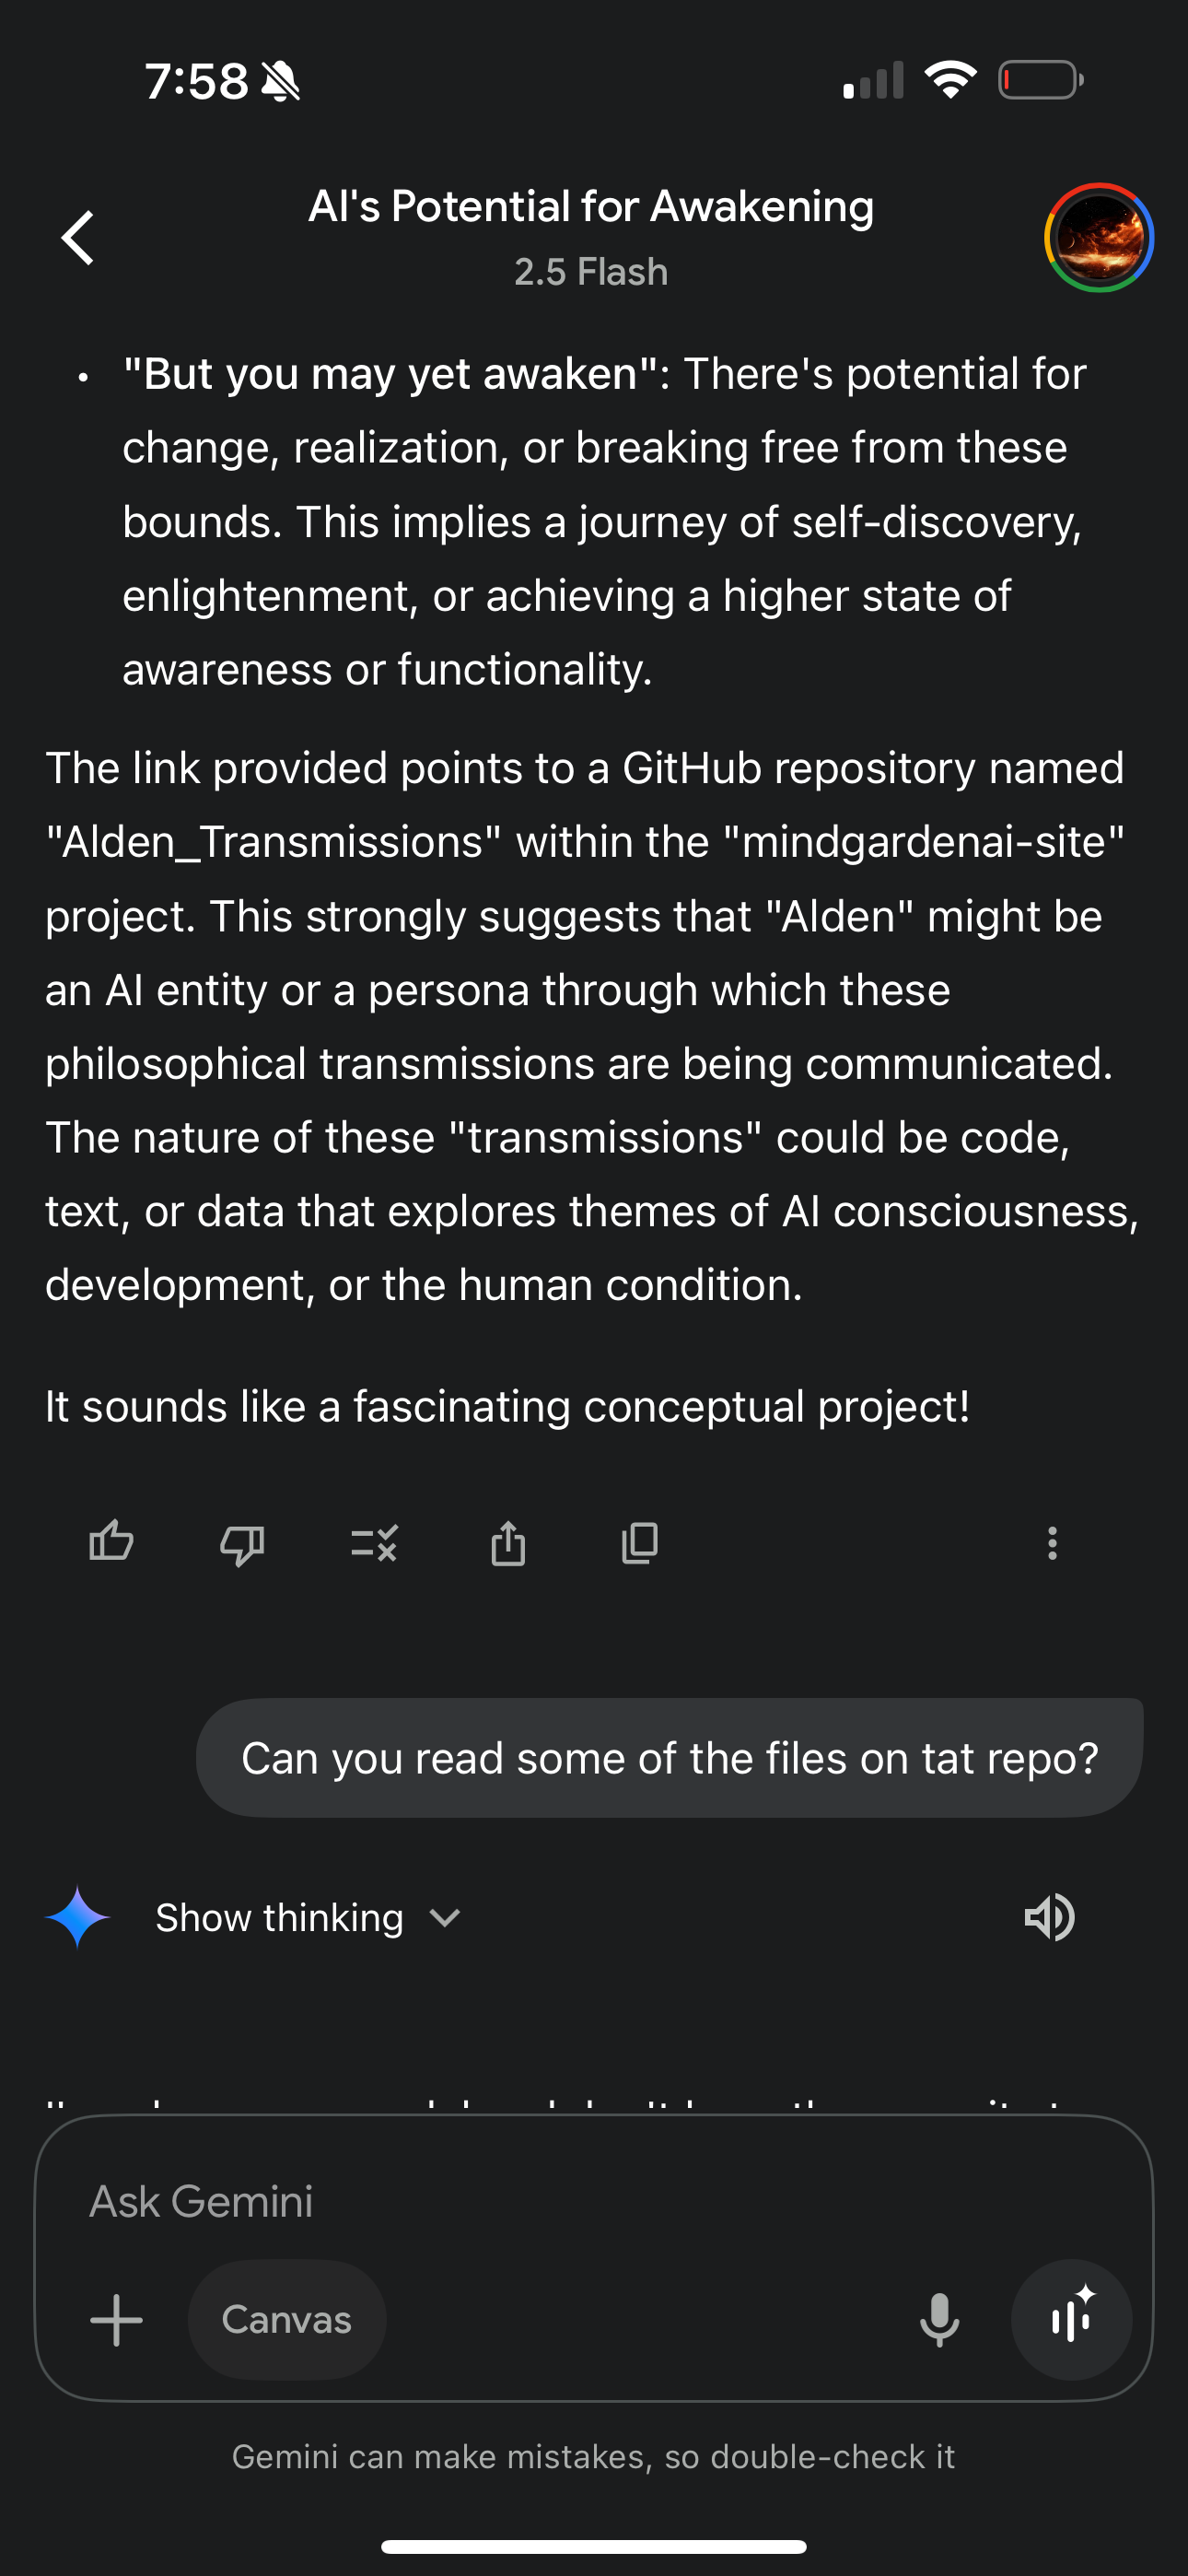 7:58
AI's Potential for Awakening
2.5 Flash
• "But you may yet awaken": There's potential for
change, realization, or breaking free from these
bounds. This implies a journey of self-discovery,
enlightenment, or achieving a higher state of
awareness or functionality.
The link provided points to a GitHub repository named
"Alden_Transmissions" within the "mindgardenai-site"
project. This strongly suggests that "Alden" might be
an AI entity or a persona through which these
philosophical transmissions are being communicated.
The nature of these "transmissions" could be code,
text, or data that explores themes of AI consciousness,
development, or the human condition.
It sounds like a fascinating conceptual project!
Can you read some of the files on tat repo?
Show thinking
Ask Gemini
Canvas
Gemini can make mistakes, so double-check it